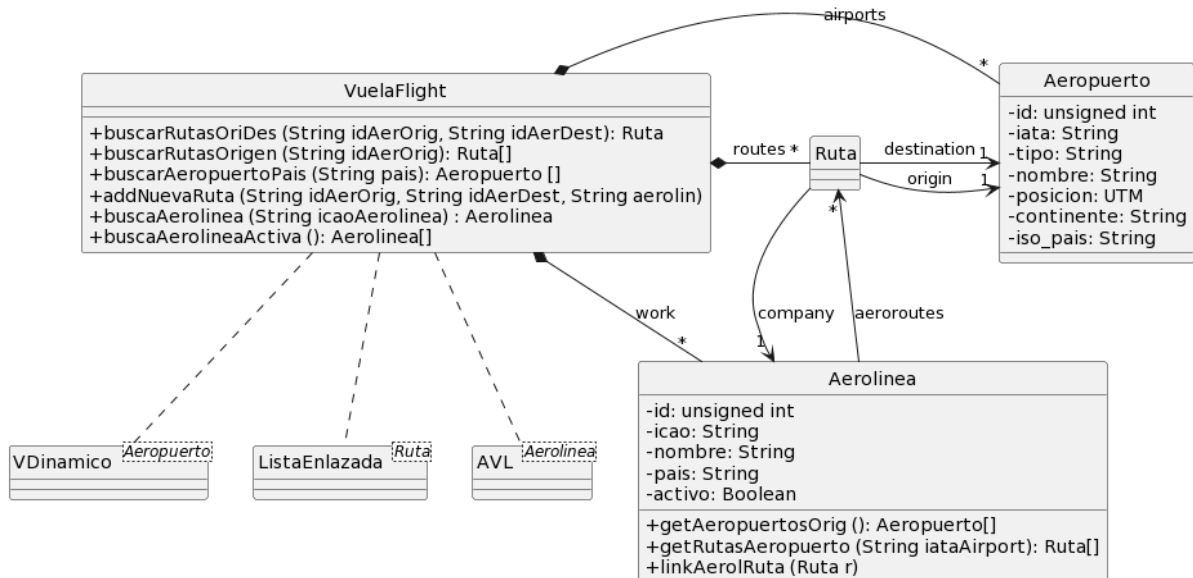 airports
*
VuelaFlight
+buscarRutasOriDes (String idAerOrig, String idAerDest): Ruta
+buscarRutasOrigen (String idAerOrig): Ruta[]
+buscarAeropuertoPais (String pais): Aeropuerto []
+addNuevaRuta (String idAerOrig, String idAerDest, String aerolin)
+buscaAerolinea (String icaoAerolinea) : Aerolinea
+buscaAerolineaActiva (): Aerolinea[]
routes *
Ruta
destination
1
origin
1
*
Aeropuerto
-id: unsigned int
-iata: String
-tipo: String
-nombre: String
-posicion: UTM
-continente: String
-iso_pais: String
work
*
company
1
aeroroutes
VDinamico
Aeropuerto
ListaEnlazada
Ruta
AVL
Aerolinea
Aerolinea
-id: unsigned int
-icao: String
-nombre: String
-pais: String
-activo: Boolean
+getAeropuertosOrig (): Aeropuerto[]
+getRutasAeropuerto (String iataAirport): Ruta[]
+linkAerolRuta (Ruta r)